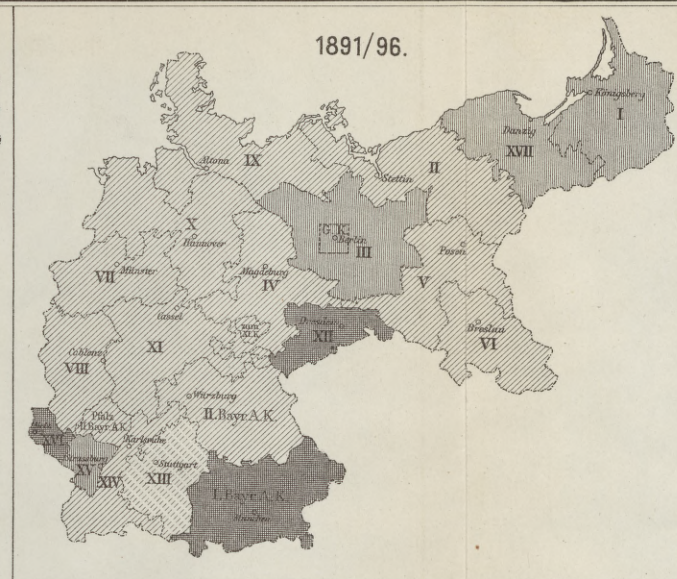 1891/96.
Königsberg
I
Danzig
XVII
Altona
IX
Stettin
II
X
Hannover
G. K.
Berlin
III
Posen
V
VII
Münster
Magdeburg
IV
Cassel
XI
zum
XI.K.
Dresden
XII
Breslau
VI
Coblenz
VIII
Würzburg
II. Bayr. A.K.
Pfalz
II. Bayr. A.K.
Karlsruhe
XVI
Strassburg
XV
XIV
Stuttgart
XIII
I. Bayr. A.K.
München